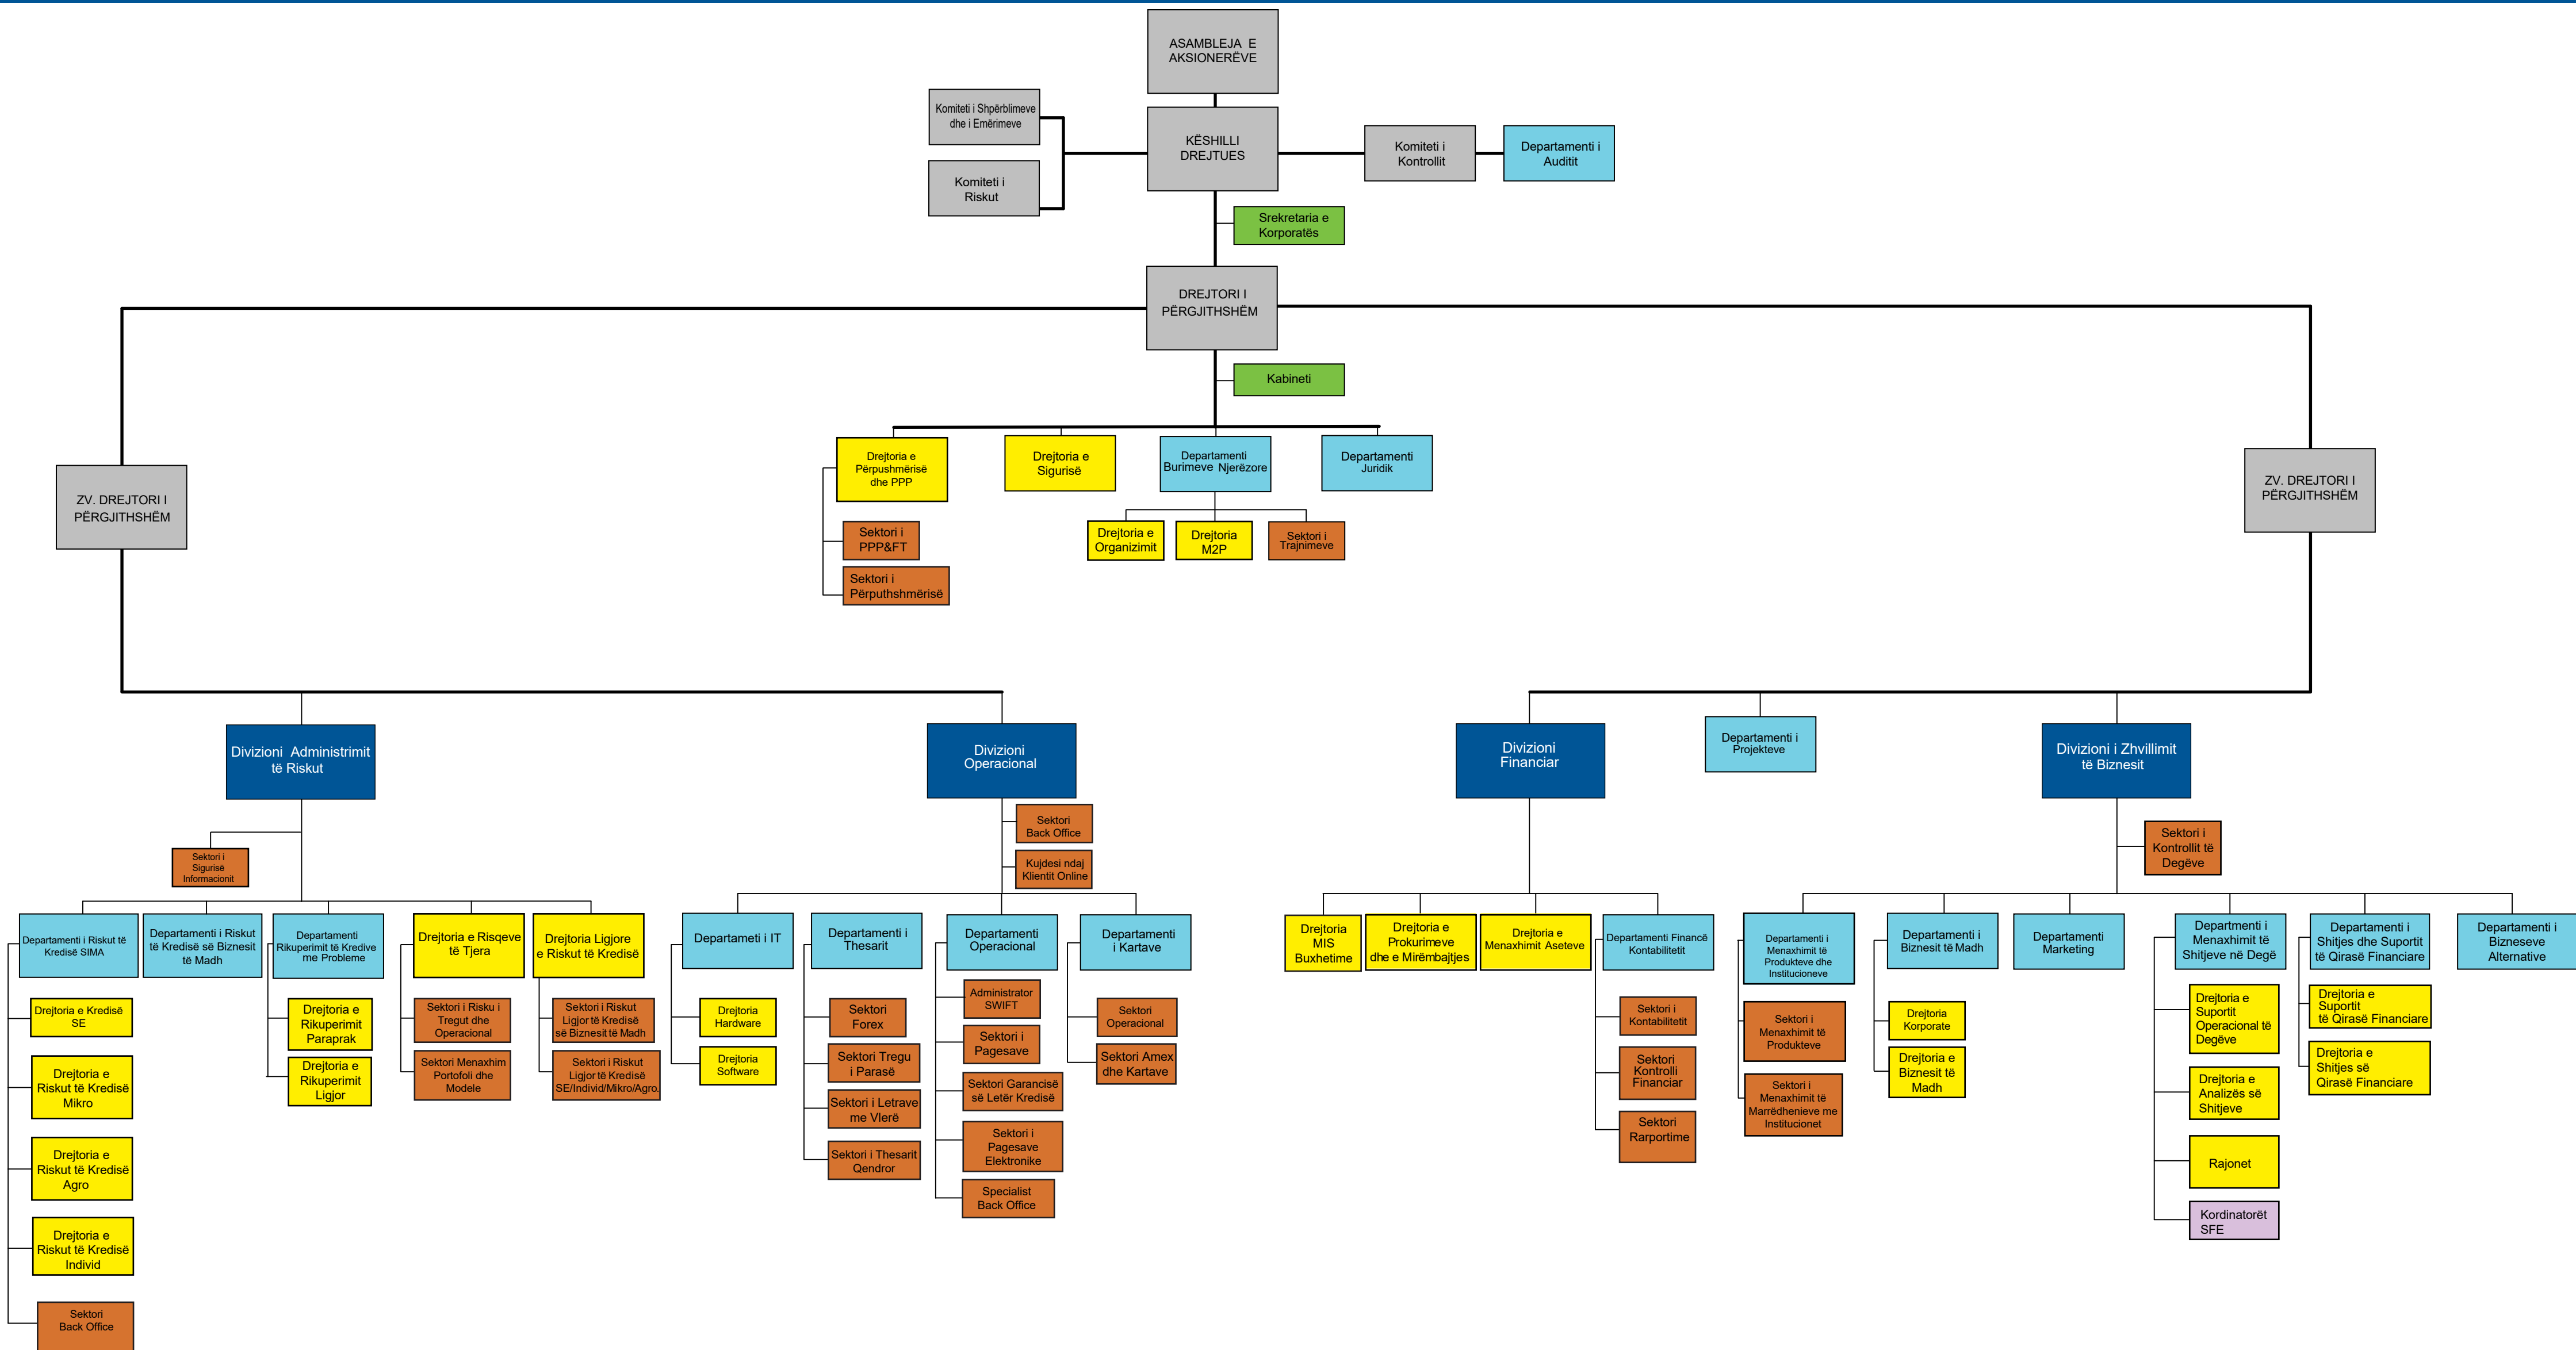 ASAMBLEJA E
AKSIONERËVE
Komiteti i Shpërblimeve
dhe i Emërimeve
KËSHILLI
DREJTUES
Komiteti i
Kontrollit
Departamenti i
Auditit
Komiteti i
Riskut
Srekretaria e
Korporatës
DREJTORI I
PËRGJITHSHËM
Kabineti
Drejtoria e
Përpushmërisë
dhe PPP
Drejtoria e
Sigurisë
Departamenti
Burimeve Njerëzore
Departamenti
Juridik
ZV. DREJTORI I
PËRGJITHSHËM
ZV. DREJTORI I
PËRGJITHSHËM
Sektori i
PPP&FT
Sektori i
Përputhshmërisë
Drejtoria e
Organizimit
Drejtoria
M2P
Sektori i
Trajnimeve
Divizioni Administrimit
të Riskut
Divizioni
Operacional
Divizioni
Financiar
Departamenti i
Projekteve
Divizioni i Zhvillimit
të Biznesit
Sektori i
Sigurisë
Informacionit
Sektori
Back Office
Kujdesi ndaj
Klientit Online
Sektori i
Kontrollit të
Degëve
Departamenti i Riskut të
Kredisë SIMA
Departamenti i Riskut
të Kredisë së Biznesit
të Madh
Departamenti
Rikuperimit të Kredive
me Probleme
Drejtoria e Risqeve
të Tjera
Drejtoria Ligjore
e Riskut të Kredisë
Departameti i IT
Departamenti i
Thesarit
Departamenti
Operacional
Departamenti
i Kartave
Drejtoria
MIS
Buxhetime
Drejtoria e
Prokurimeve
dhe e Mirëmbajtjes
Drejtoria e
Menaxhimit Aseteve
Departamenti Financë
Kontabilitetit
Departamenti i
Menaxhimit të
Produkteve dhe
Institucioneve
Departamenti i
Biznesit të Madh
Departamenti
Marketing
Departmenti i
Menaxhimit të
Shitjeve në Degë
Departamenti i
Shitjes dhe Suportit
të Qirasë Financiare
Departamenti i
Bizneseve
Alternative
Drejtoria e Kredisë
SE
Drejtoria e
Riskut të Kredisë
Mikro
Drejtoria e
Riskut të Kredisë
Agro
Drejtoria e
Riskut të Kredisë
Individ
Sektori
Back Office
Drejtoria e
Rikuperimit
Paraprak
Drejtoria e
Rikuperimit
Ligjor
Sektori i Risku i
Tregut dhe
Operacional
Sektori Menaxhim
Portofoli dhe
Modele
Sektori i Riskut
Ligjor të Kredisë
së Biznesit të Madh
Sektori i Riskut
Ligjor të Kredisë
SE/Individ/Mikro/Agro.
Drejtoria
Hardware
Drejtoria
Software
Sektori
Forex
Sektori Tregu
i Parasë
Sektori i Letrave
me Vlerë
Sektori i Thesarit
Qendror
Administrator
SWIFT
Sektori i
Pagesave
Sektori Garancisë
së Letër Kredisë
Sektori i
Pagesave
Elektronike
Specialist
Back Office
Sektori
Operacional
Sektori Amex
dhe Kartave
Sektori i
Kontabilitetit
Sektori
Kontrolli
Financiar
Sektori
Rarportime
Sektori i
Menaxhimit të
Produkteve
Sektori i
Menaxhimit të
Marrëdhenieve me
Institucionet
Drejtoria
Korporate
Drejtoria e
Biznesit të
Madh
Drejtoria e
Suportit
Operacional të
Degëve
Drejtoria e
Analizës së
Shitjeve
Rajonet
Kordinatorët
SFE
Drejtoria e
Suportit
të Qirasë Financiare
Drejtoria e
Shitjes së
Qirasë Financiare